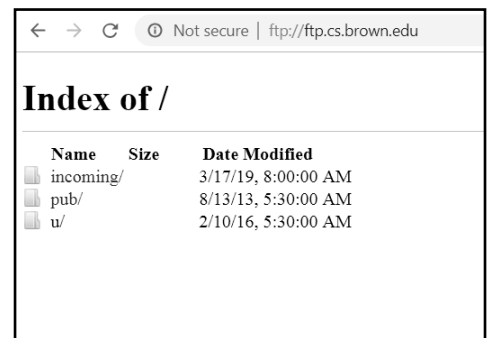 Not secure | ftp://ftp.cs.brown.edu
Index of /
Name Size Date Modified
incoming/ 3/17/19, 8:00:00 AM
pub/ 8/13/13, 5:30:00 AM
u/ 2/10/16, 5:30:00 AM